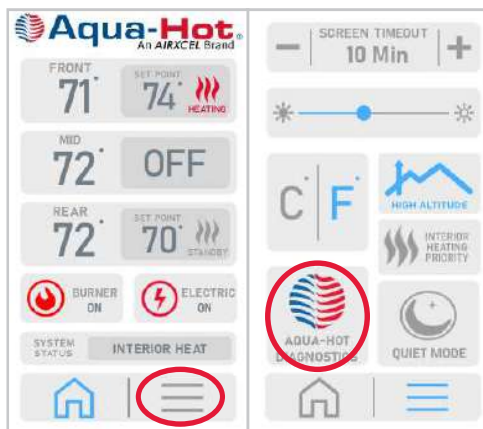 Aqua-Hot®
An AIRXCEL Brand
FRONT
71°
SET POINT
74°
HEATING
MID
72°
OFF
REAR
72°
SET POINT
70°
STANDBY
BURNER
ON
ELECTRIC
ON
SYSTEM
STATUS
INTERIOR HEAT
SCREEN TIMEOUT
10 Min
C° F°
HIGH ALTITUDE
INTERIOR
HEATING
PRIORITY
AQUA-HOT
DIAGNOSTICS
QUIET MODE